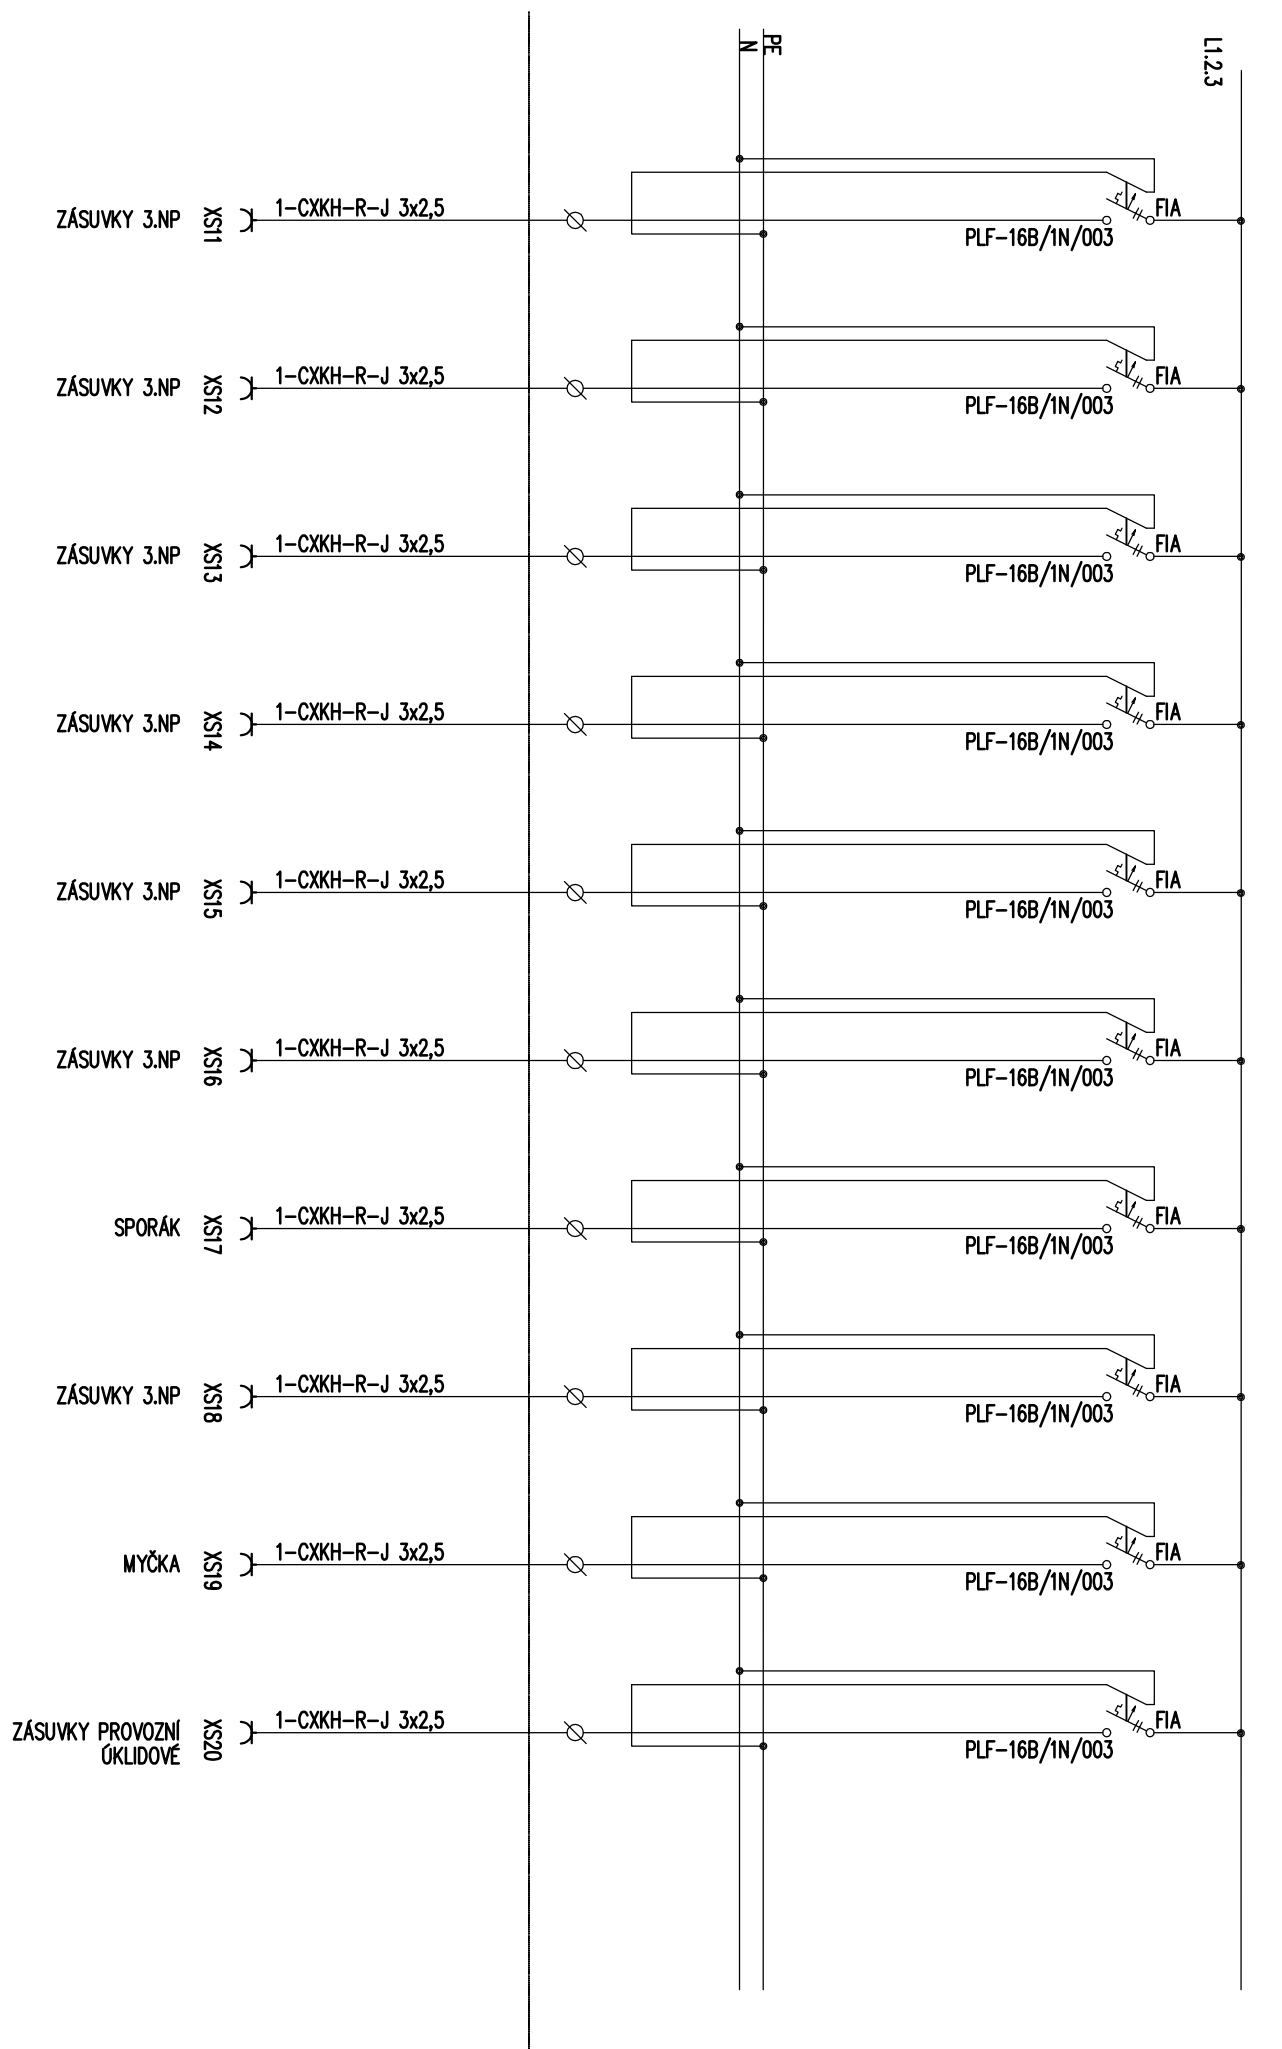 PE
N
L1.2.3
ZÁSUVKY 3.NP XS11 1-CXKH-R-J 3x2,5 FIA
PLF-16B/1N/003
ZÁSUVKY 3.NP XS12 1-CXKH-R-J 3x2,5 FIA
PLF-16B/1N/003
ZÁSUVKY 3.NP XS13 1-CXKH-R-J 3x2,5 FIA
PLF-16B/1N/003
ZÁSUVKY 3.NP XS14 1-CXKH-R-J 3x2,5 FIA
PLF-16B/1N/003
ZÁSUVKY 3.NP XS15 1-CXKH-R-J 3x2,5 FIA
PLF-16B/1N/003
ZÁSUVKY 3.NP XS16 1-CXKH-R-J 3x2,5 FIA
PLF-16B/1N/003
SPORÁK XS17 1-CXKH-R-J 3x2,5 FIA
PLF-16B/1N/003
ZÁSUVKY 3.NP XS18 1-CXKH-R-J 3x2,5 FIA
PLF-16B/1N/003
MYČKA XS19 1-CXKH-R-J 3x2,5 FIA
PLF-16B/1N/003
ZÁSUVKY PROVOZNÍ XS20 1-CXKH-R-J 3x2,5 FIA
ÚKLIDOVÉ PLF-16B/1N/003